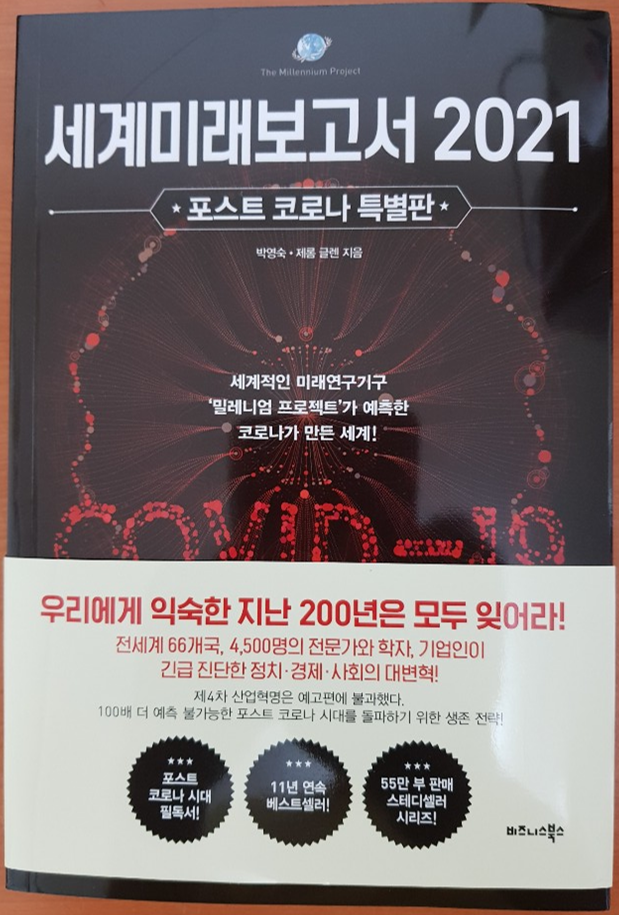 The Millennium Project
세계미래보고서 2021
★ 포스트 코로나 특별판 ★
박영숙 · 제롬 글렌 지음
세계적인 미래연구기구
‘밀레니엄 프로젝트’가 예측한
코로나가 만든 세계!
COVID-19
우리에게 익숙한 지난 200년은 모두 잊어라!
전세계 66개국, 4,500명의 전문가와 학자, 기업인이
긴급 진단한 정치·경제·사회의 대변혁!
제4차 산업혁명은 예고편에 불과했다.
100배 더 예측 불가능한 포스트 코로나 시대를 돌파하기 위한 생존 전략!
★★★
포스트
코로나 시대
필독서!
★★★
11년 연속
베스트셀러!
★★★
55만 부 판매
스테디셀러
시리즈!
비즈니스북스